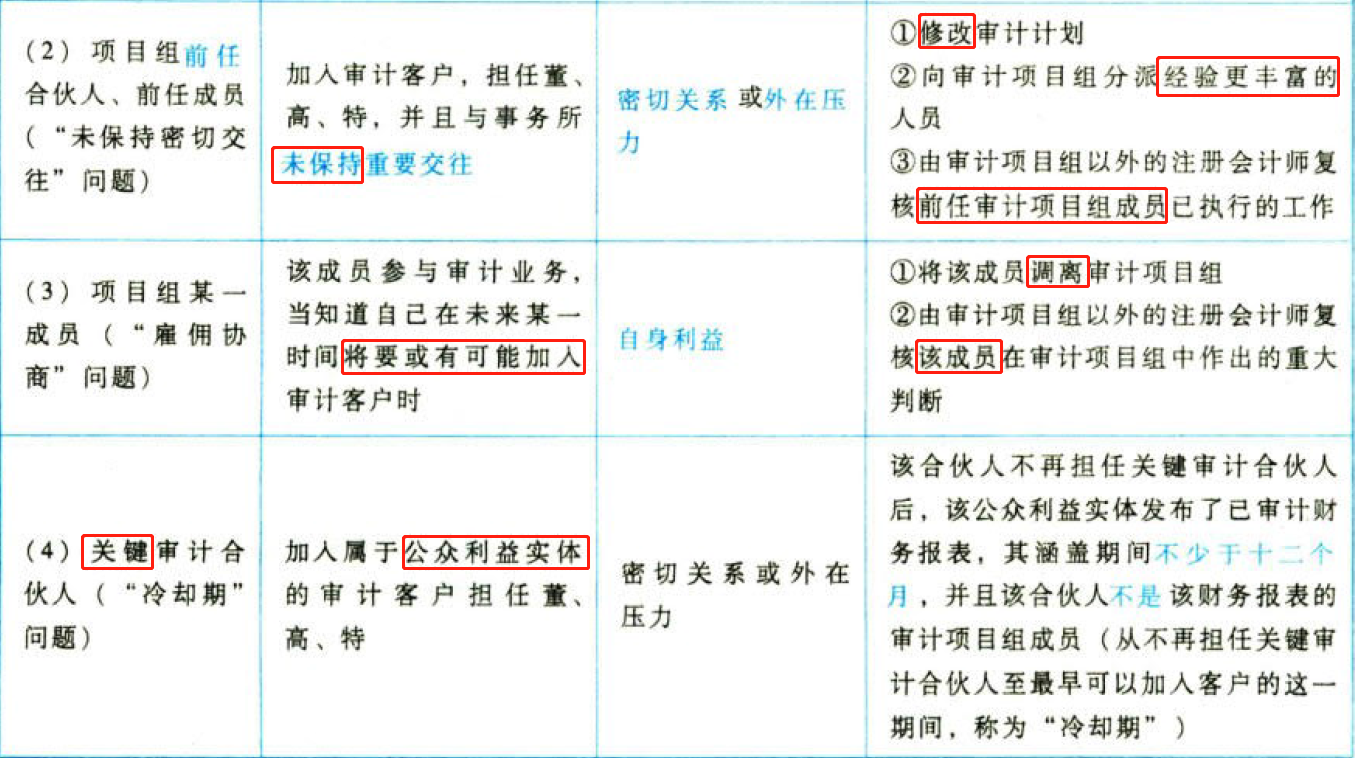 （2）项目组前任
合伙人、前任成员
（“未保持密切交
往”问题）
加入审计客户，担任董、
高、特，并且与事务所
未保持重要交往
密切关系或外在压
力
①修改审计计划
②向审计项目组分派经验更丰富的
人员
③由审计项目组以外的注册会计师复
核前任审计项目组成员已执行的工作
（3）项目组某一
成员（“雇佣协
商”问题）
该成员参与审计业务，
当知道自己在未来某一
时间将要或有可能加入
审计客户时
自身利益
①将该成员调离审计项目组
②由审计项目组以外的注册会计师复
核该成员在审计项目组中作出的重大
判断
（4）关键审计合
伙人（“冷却期”
问题）
加入属于公众利益实体
的审计客户担任董、
高、特
密切关系或外在
压力
该合伙人不再担任关键审计合伙人
后，该公众利益实体发布了已审计财
务报表，其涵盖期间不少于十二个
月，并且该合伙人不是该财务报表的
审计项目组成员（从不再担任关键审
计合伙人至最早可以加入客户的这一
期间，称为“冷却期”）